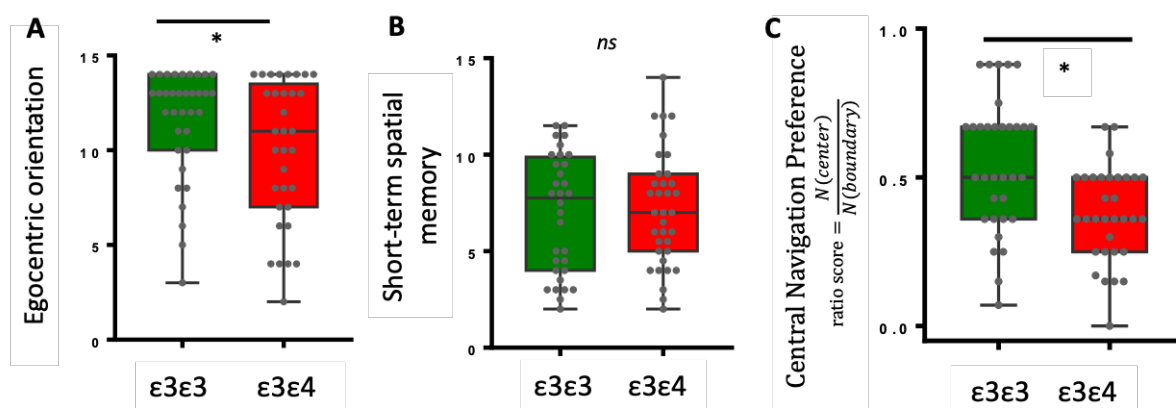 A
Egocentric orientation
*
15
10
5
0
ε3ε3 ε3ε4
B
Short-term spatial
memory
ns
15
10
5
0
ε3ε3 ε3ε4
C
Central Navigation Preference
ratio score = N(center) / N(boundary)
*
1.0
0.5
0.0
ε3ε3 ε3ε4